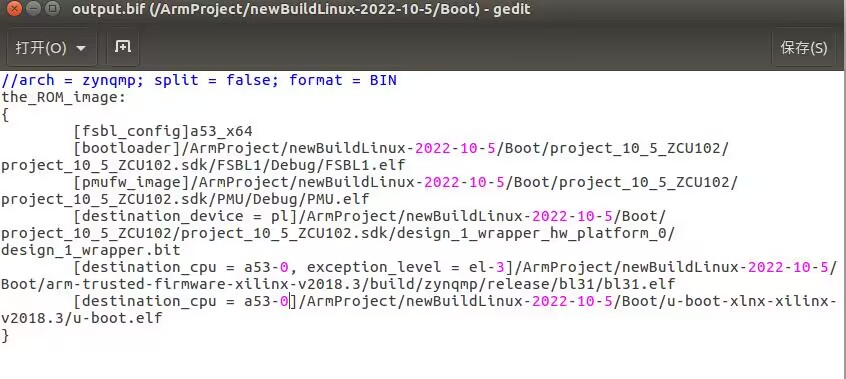 output.bif (/ArmProject/newBuildLinux-2022-10-5/Boot) - gedit
打开(O)
保存(S)
//arch = zynqmp; split = false; format = BIN
the_ROM_image:
{
[fsbl_config]a53_x64
[bootloader]/ArmProject/newBuildLinux-2022-10-5/Boot/project_10_5_ZCU102/
project_10_5_ZCU102.sdk/FSBL1/Debug/FSBL1.elf
[pmufw_image]/ArmProject/newBuildLinux-2022-10-5/Boot/project_10_5_ZCU102/
project_10_5_ZCU102.sdk/PMU/Debug/PMU.elf
[destination_device = pl]/ArmProject/newBuildLinux-2022-10-5/Boot/
project_10_5_ZCU102/project_10_5_ZCU102.sdk/design_1_wrapper_hw_platform_0/
design_1_wrapper.bit
[destination_cpu = a53-0, exception_level = el-3]/ArmProject/newBuildLinux-2022-10-5/
Boot/arm-trusted-firmware-xilinx-v2018.3/build/zynqmp/release/bl31/bl31.elf
[destination_cpu = a53-0]/ArmProject/newBuildLinux-2022-10-5/Boot/u-boot-xlnx-xilinx-
v2018.3/u-boot.elf
}